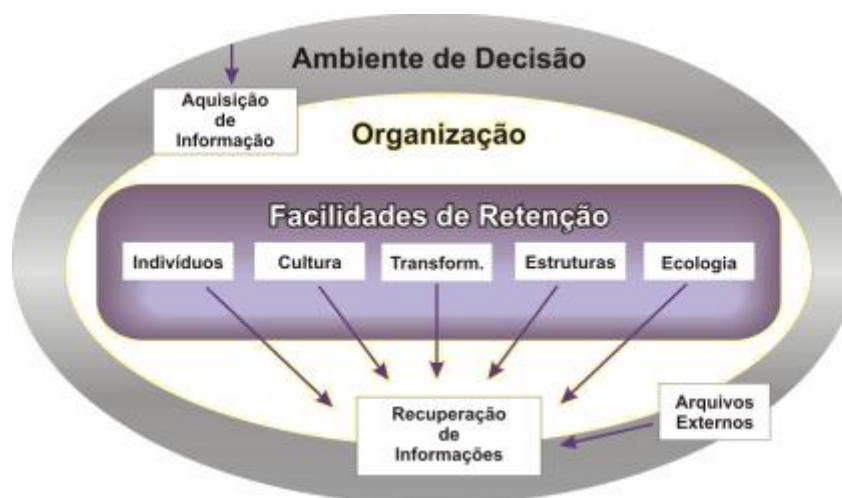 Ambiente de Decisão
Aquisição
de
Informação
Organização
Facilidades de Retenção
Indivíduos
Cultura
Transform.
Estruturas
Ecologia
Recuperação
de
Informações
Arquivos
Externos